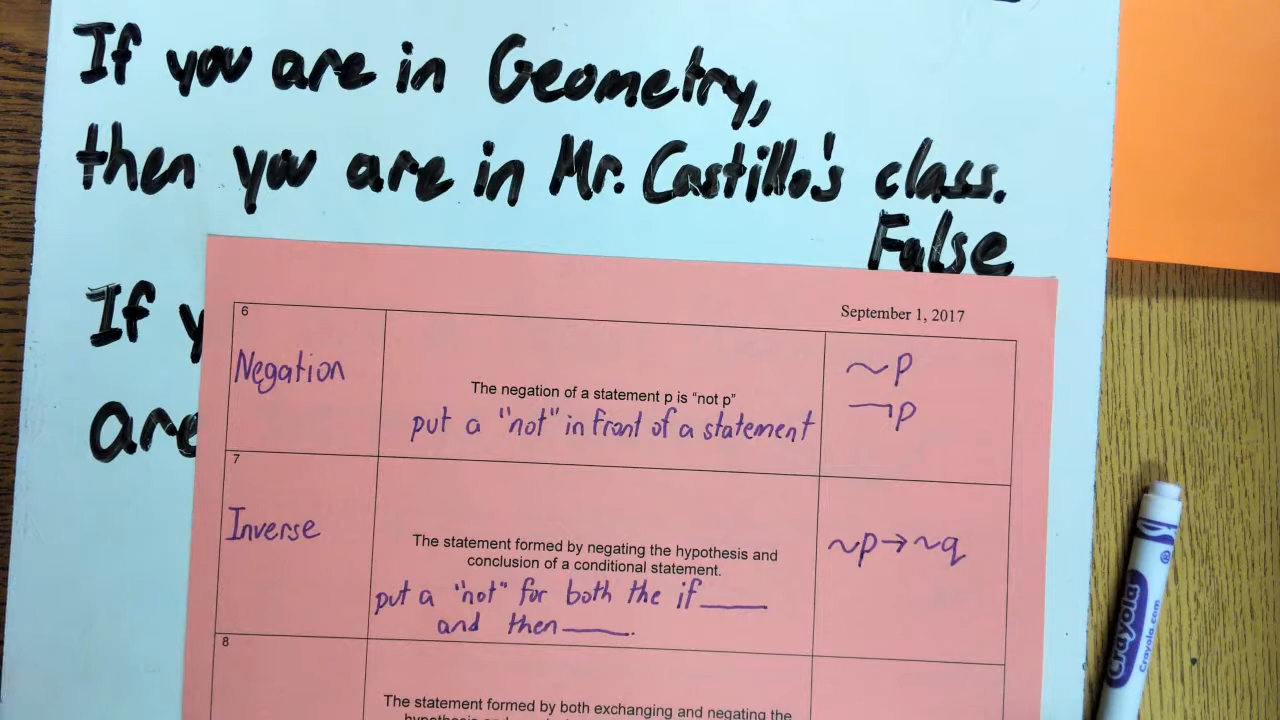 If you are in Geometry,
then you are in Mr. Castillo's class.
False
If y
are
September 1, 2017
6
Negation
The negation of a statement p is “not p”
put a "not" in front of a statement
~p
¬p
7
Inverse
The statement formed by negating the hypothesis and
conclusion of a conditional statement.
put a "not" for both the if____
and then____.
~p→~q
8
The statement formed by both exchanging and negating the
Crayola ®
Crayola.com